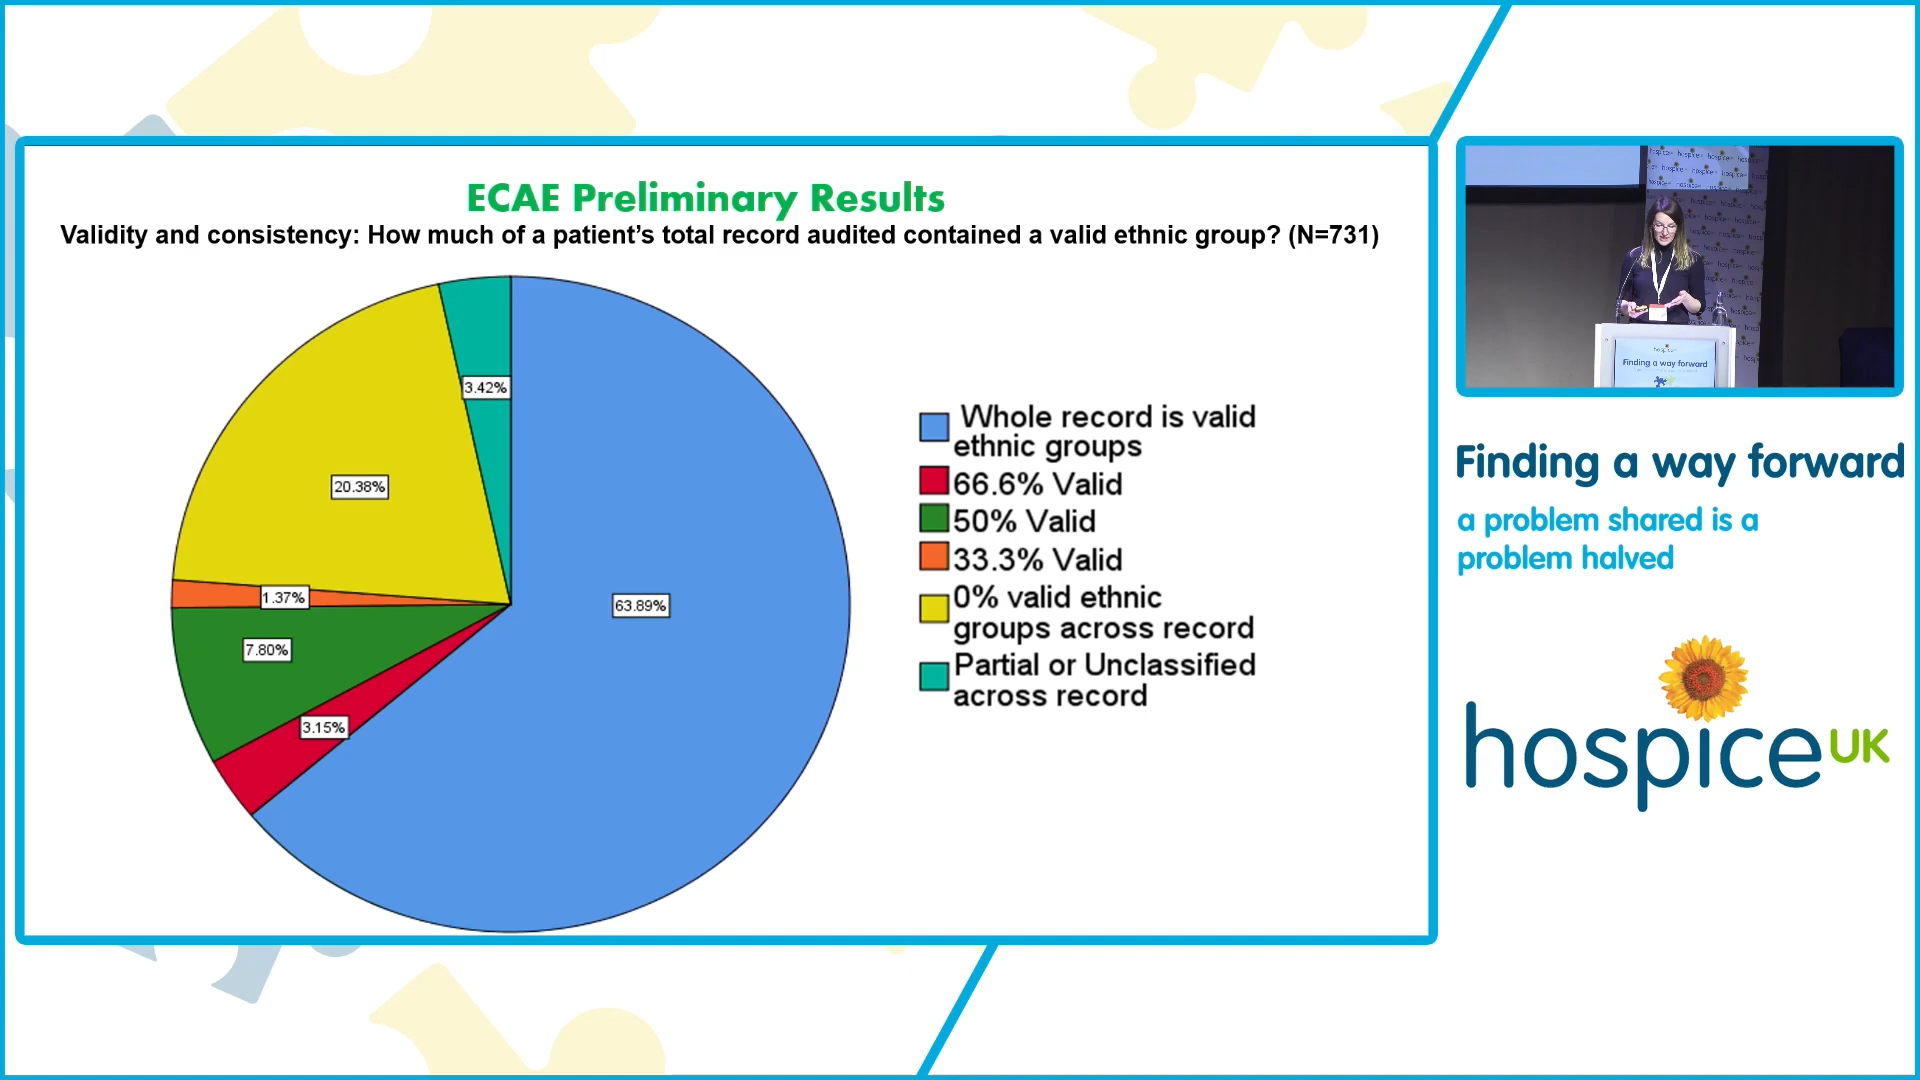 ECAE Preliminary Results
Validity and consistency: How much of a patient's total record audited contained a valid ethnic group? (N=731)
3.42%
20.38%
1.37%
63.89%
7.80%
3.15%
Whole record is valid
ethnic groups
66.6% Valid
50% Valid
33.3% Valid
0% valid ethnic
groups across record
Partial or Unclassified
across record
Finding a way forward
Finding a way forward
a problem shared is a
problem halved
hospice UK